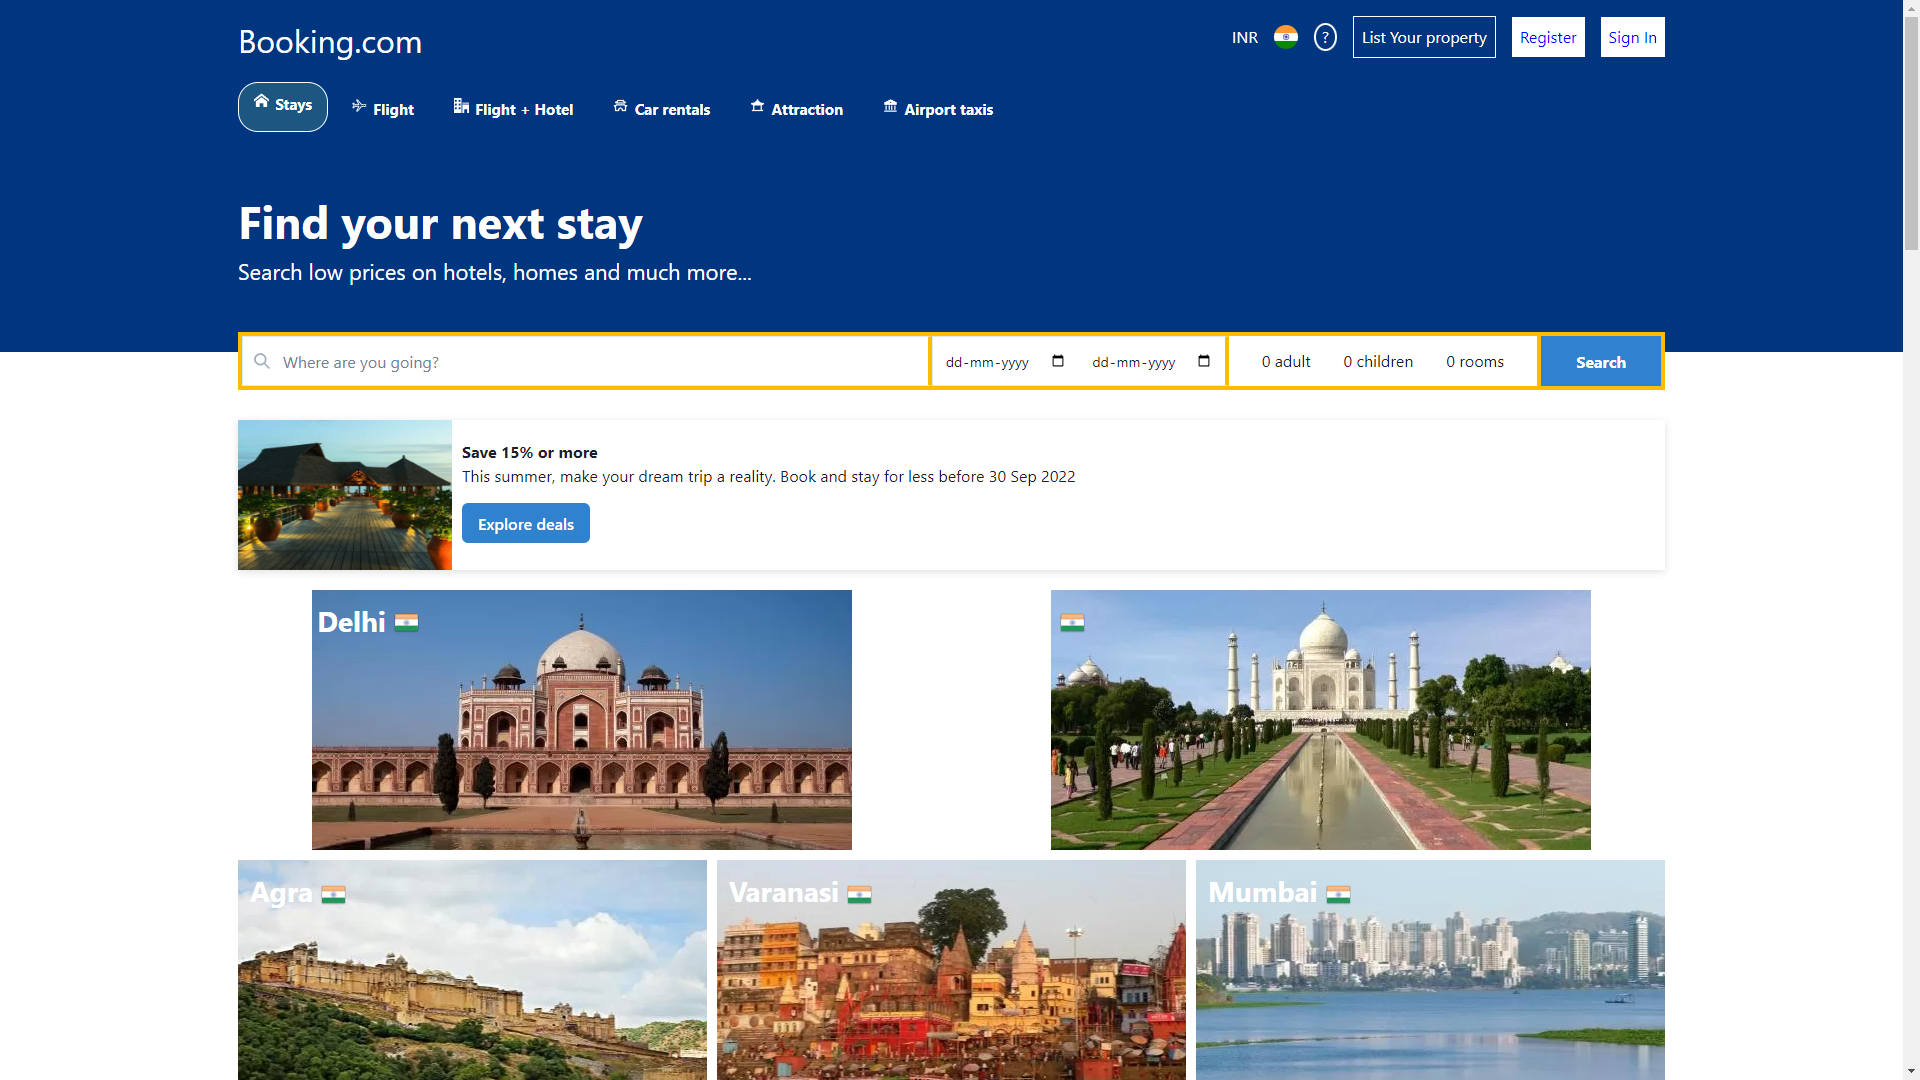 Booking.com
INR
?
List Your property
Register
Sign In
Stays
Flight
Flight + Hotel
Car rentals
Attraction
Airport taxis
Find your next stay
Search low prices on hotels, homes and much more...
Where are you going?
dd-mm-yyyy
dd-mm-yyyy
0 adult
0 children
0 rooms
Search
Save 15% or more
This summer, make your dream trip a reality. Book and stay for less before 30 Sep 2022
Explore deals
Delhi
Agra
Varanasi
Mumbai